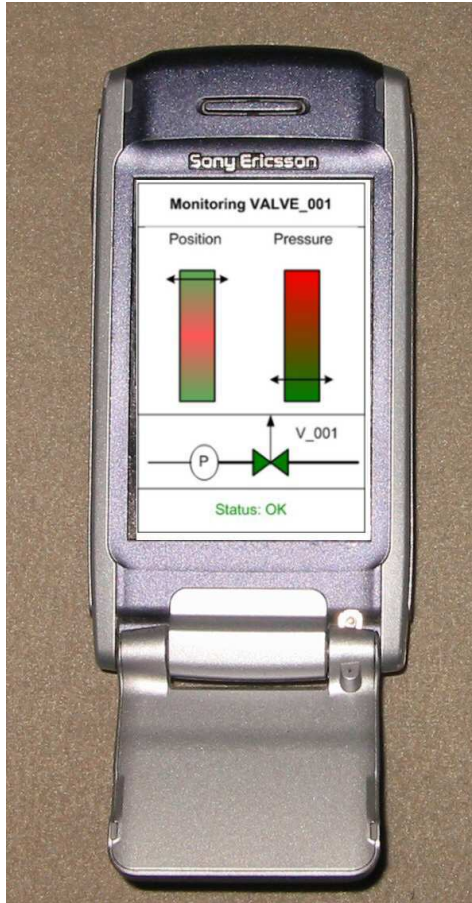 Sony Ericsson
Monitoring VALVE_001
Position Pressure
V_001
P
Status: OK